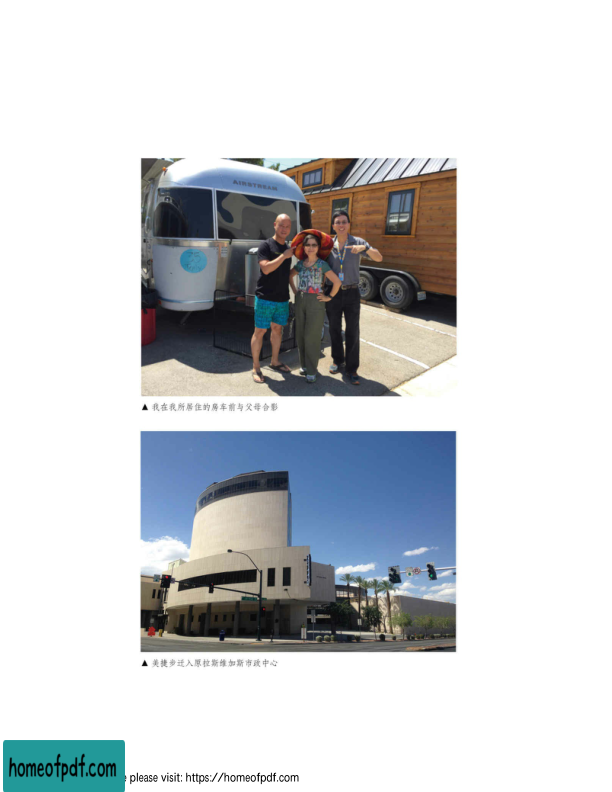 AIRSTREAM
▲ 我在我所居住的房车前与父母合影
▲ 美捷步迁入原拉斯维加斯市政中心
homeofpdf.com
e please visit: https://homeofpdf.com